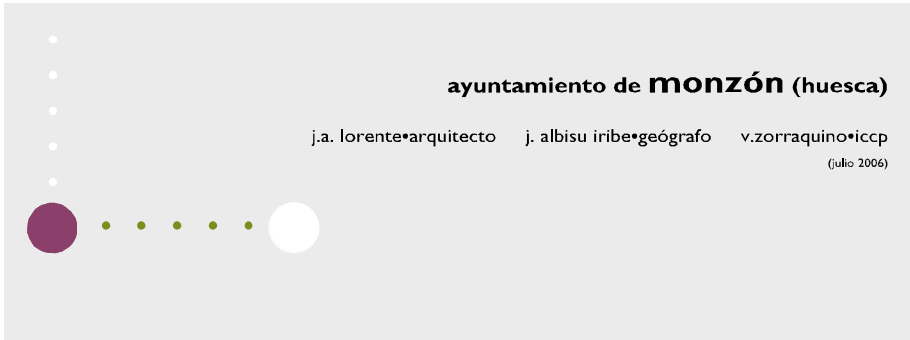 ayuntamiento de monzón (huesca)
j.a. lorente•arquitecto j. albisu iribe•geógrafo v.zorraquino•iccp
(julio 2006)